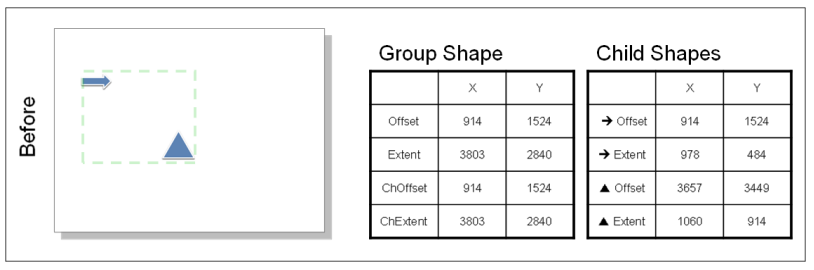 Before
Group Shape
X Y
Offset 914 1524
Extent 3803 2840
ChOffset 914 1524
ChExtent 3803 2840
Child Shapes
X Y
➔ Offset 914 1524
➔ Extent 978 484
▲ Offset 3657 3449
▲ Extent 1060 914